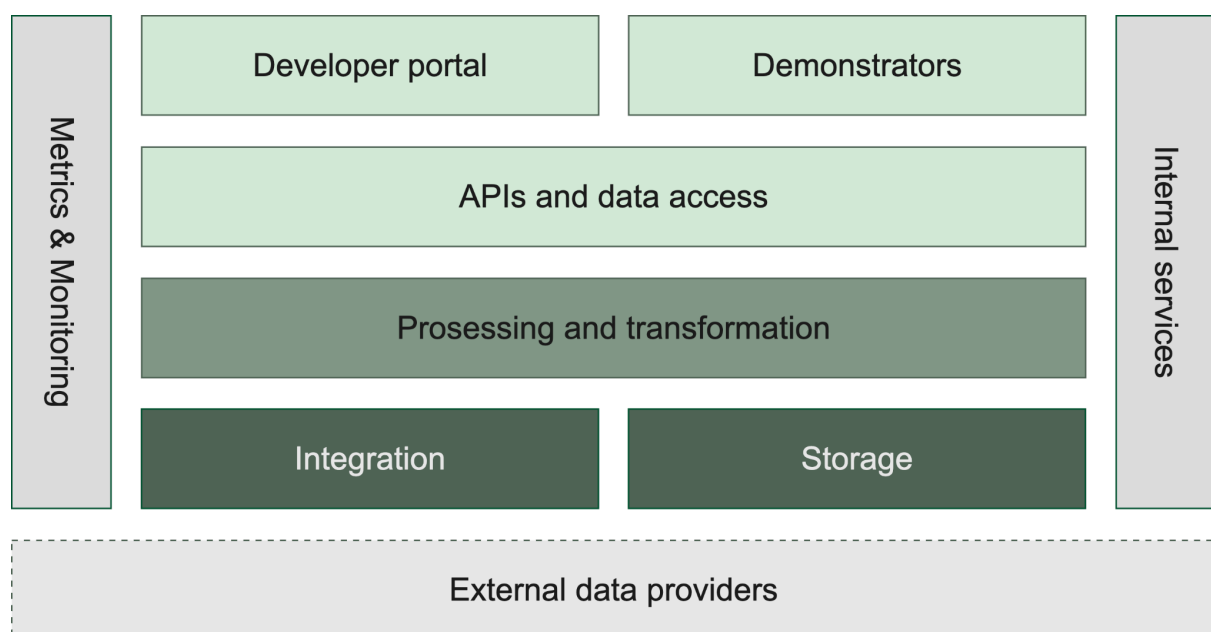 Developer portal
Demonstrators
Metrics & Monitoring
APIs and data access
Internal services
Prosessing and transformation
Integration
Storage
External data providers